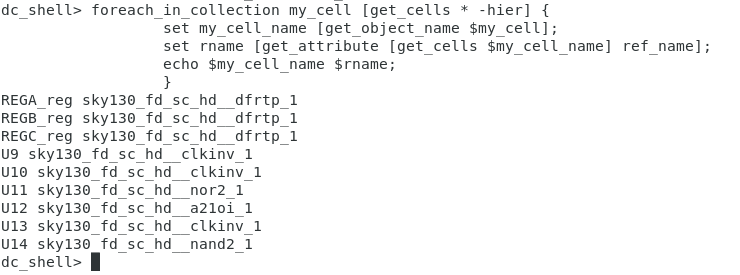 dc_shell> foreach_in_collection my_cell [get_cells * -hier] {
set my_cell_name [get_object_name $my_cell];
set rname [get_attribute [get_cells $my_cell_name] ref_name];
echo $my_cell_name $rname;
}
REGA_reg sky130_fd_sc_hd__dfrtp_1
REGB_reg sky130_fd_sc_hd__dfrtp_1
REGC_reg sky130_fd_sc_hd__dfrtp_1
U9 sky130_fd_sc_hd__clkinv_1
U10 sky130_fd_sc_hd__clkinv_1
U11 sky130_fd_sc_hd__nor2_1
U12 sky130_fd_sc_hd__a21oi_1
U13 sky130_fd_sc_hd__clkinv_1
U14 sky130_fd_sc_hd__nand2_1
dc_shell>